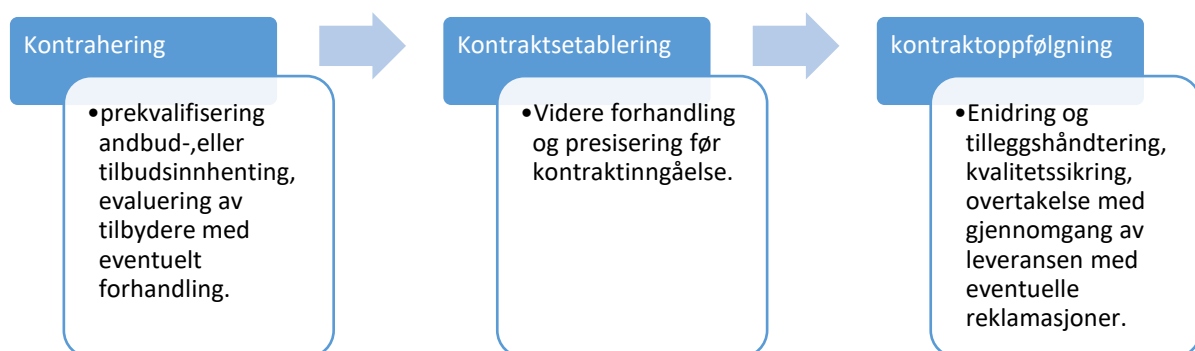 Kontrahering
•prekvalifisering
andbud-,eller
tilbudsinnhenting,
evaluering av
tilbydere med
eventuelt
forhandling.
Kontraktsetablering
•Videre forhandling
og presisering før
kontraktinngåelse.
kontraktoppfølgning
•Enidring og
tilleggshåndtering,
kvalitetssikring,
overtakelse med
gjennomgang av
leveransen med
eventuelle
reklamasjoner.